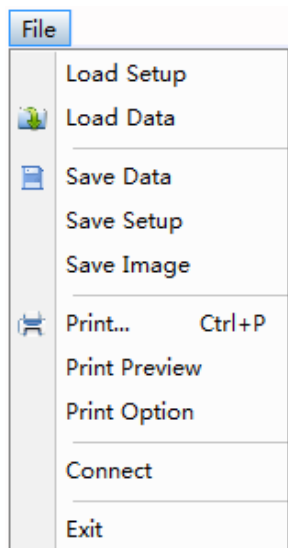 File
Load Setup
Load Data
Save Data
Save Setup
Save Image
Print... Ctrl+P
Print Preview
Print Option
Connect
Exit